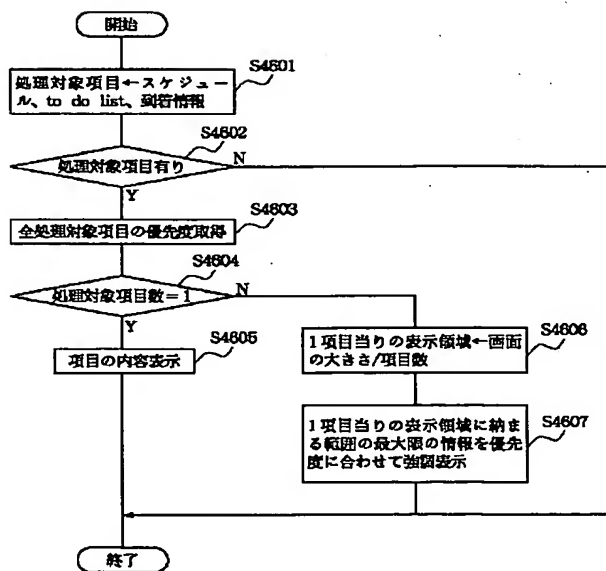 開始
S4601
処理対象項目←スケジュー
ル、to do list、到着情報
S4602
処理対象項目有り
N
Y
S4603
全処理対象項目の優先度取得
S4604
処理対象項目数＝1
N
Y
S4605
項目の内容表示
S4606
1項目当りの表示領域←画面
の大きさ/項目数
S4607
1項目当りの表示領域に納ま
る範囲の最大限の情報を優先
度に合わせて強調表示
終了